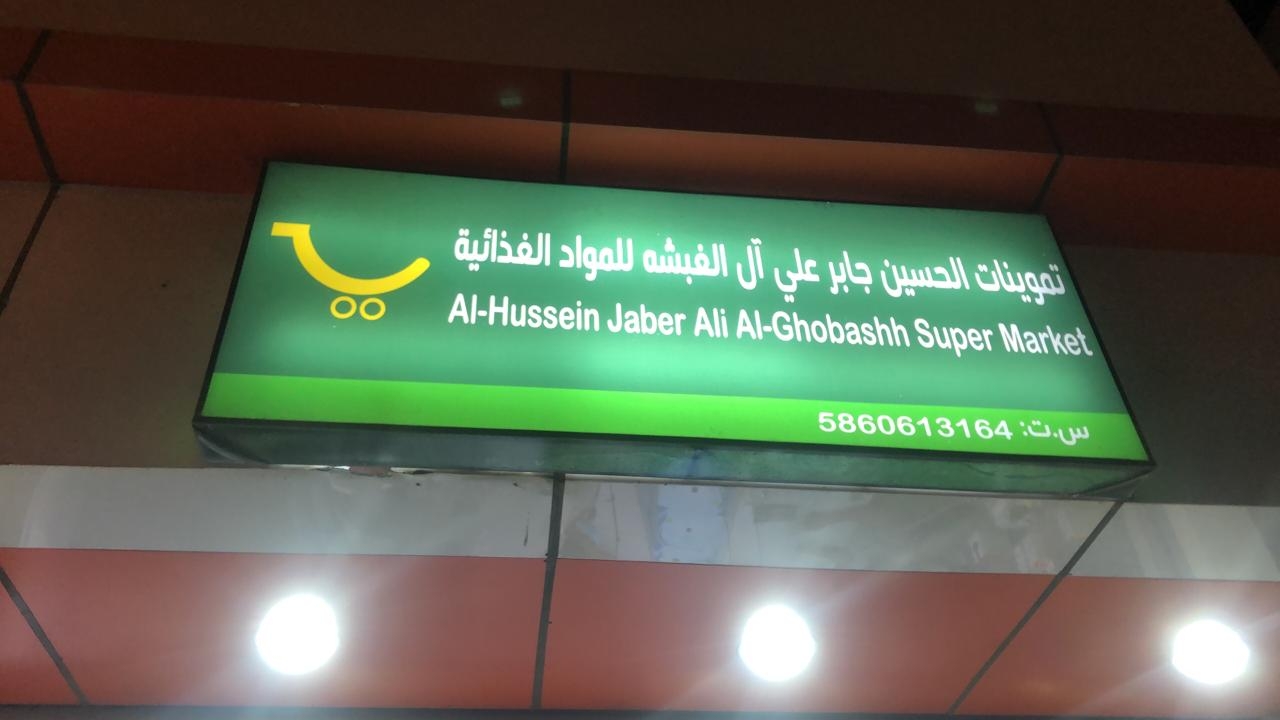 تموينات الحسين جابر علي آل الغبشه للمواد الغذائية
Al-Hussein Jaber Ali Al-Ghobashh Super Market
س.ت: 5860613164